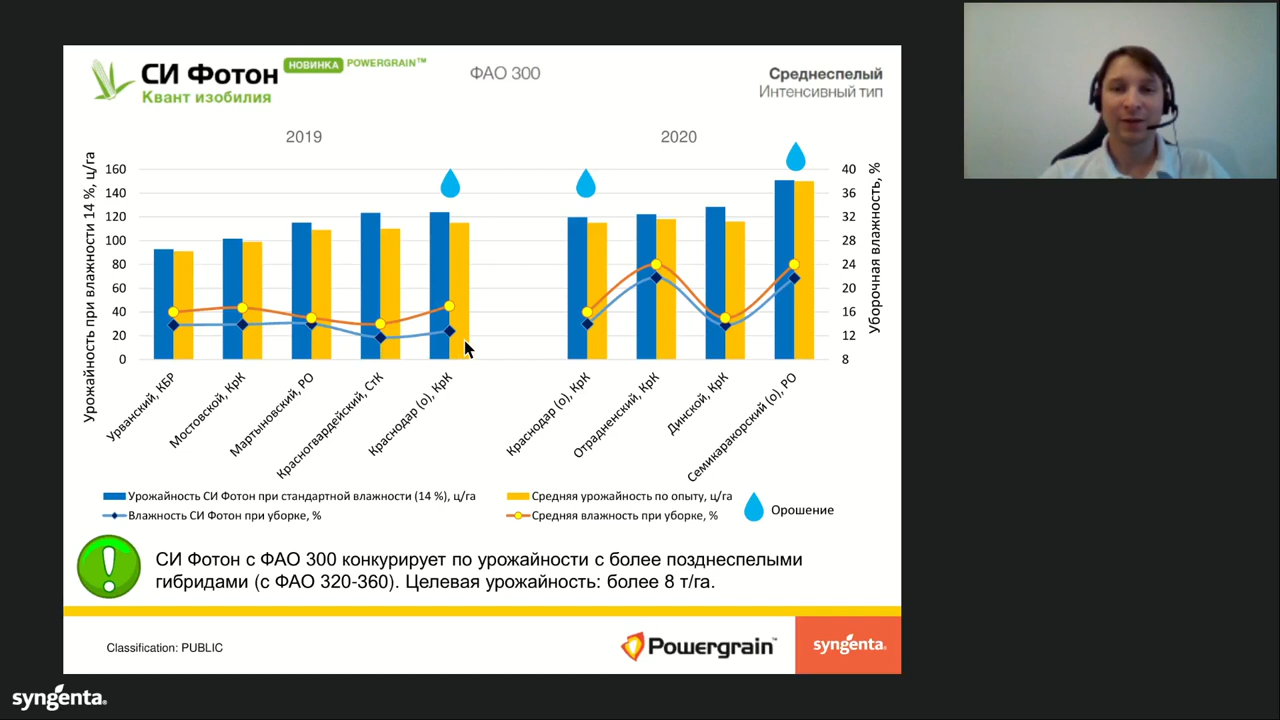 СИ Фотон
НОВИНКА
POWERGRAIN™
Квант изобилия
ФАО 300
Среднеспелый
Интенсивный тип
2019
2020
Урожайность при влажности 14 %, ц/га
160
140
120
100
80
60
40
20
0
40
36
32
28
24
20
16
12
8
Уборочная влажность, %
Урванский, КБР
Мостовской, КрК
Мартыновский, РО
Красногвардейский, СтК
Краснодар (о), КрК
Краснодар (о), КрК
Отрадненский, КрК
Динской, КрК
Семикаракорский (о), РО
Урожайность СИ Фотон при стандартной влажности (14 %), ц/га
Средняя урожайность по опыту, ц/га
Влажность СИ Фотон при уборке, %
Средняя влажность при уборке, %
Орошение
СИ Фотон с ФАО 300 конкурирует по урожайности с более позднеспелыми
гибридами (с ФАО 320-360). Целевая урожайность: более 8 т/га.
Classification: PUBLIC
Powergrain™
syngenta
syngenta